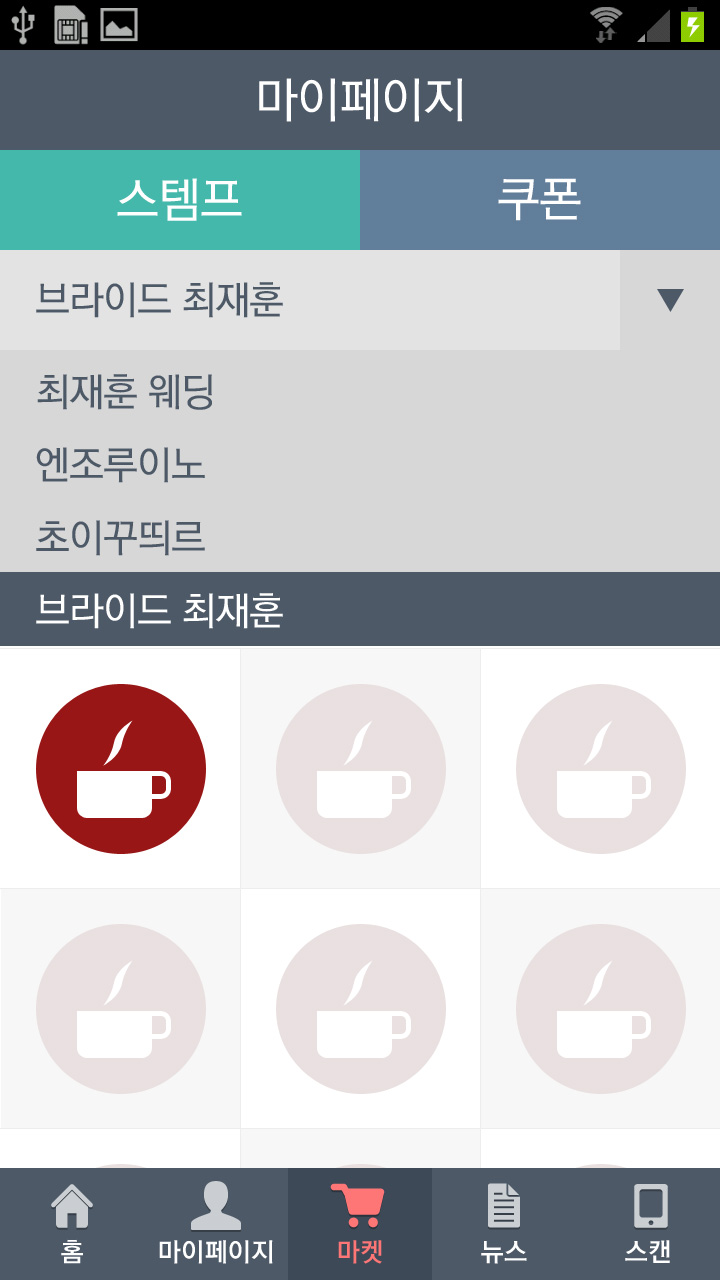 마이페이지
스템프
쿠폰
브라이드 최재훈
최재훈 웨딩
엔조루이노
초이꾸띄르
브라이드 최재훈
홈
마이페이지
마켓
뉴스
스캔